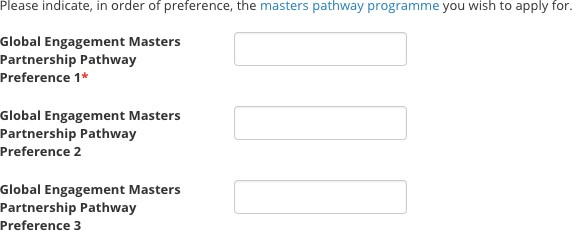 Please indicate, in order of preference, the masters pathway programme you wish to apply for.
Global Engagement Masters
Partnership Pathway
Preference 1*
Global Engagement Masters
Partnership Pathway
Preference 2
Global Engagement Masters
Partnership Pathway
Preference 3